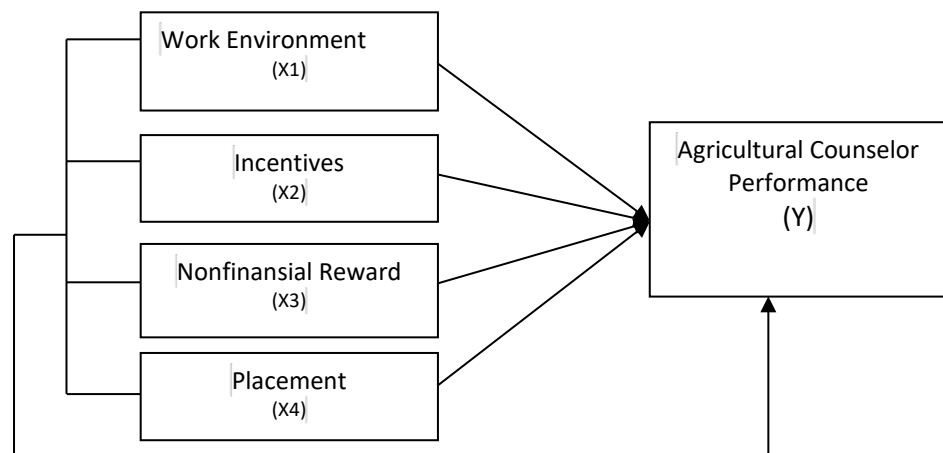 Work Environment
(X1)
Incentives
(X2)
Nonfinansial Reward
(X3)
Placement
(X4)
Agricultural Counselor
Performance
(Y)